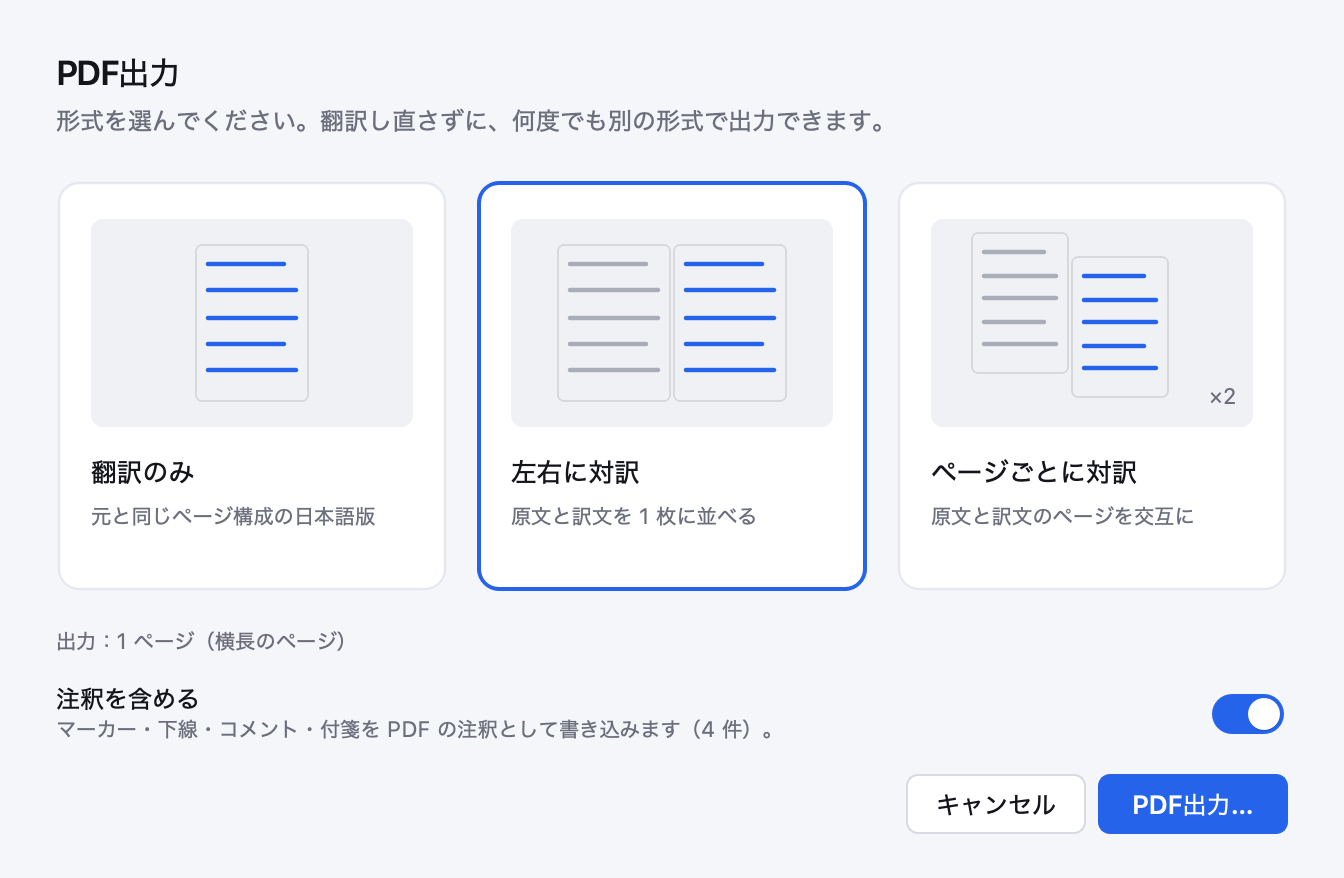 PDF出力
形式を選んでください。翻訳し直さずに、何度でも別の形式で出力できます。
翻訳のみ
元と同じページ構成の日本語版
左右に対訳
原文と訳文を 1 枚に並べる
×2
ページごとに対訳
原文と訳文のページを交互に
出力：1 ページ（横長のページ）
注釈を含める
マーカー・下線・コメント・付箋を PDF の注釈として書き込みます（4 件）。
キャンセル
PDF出力...